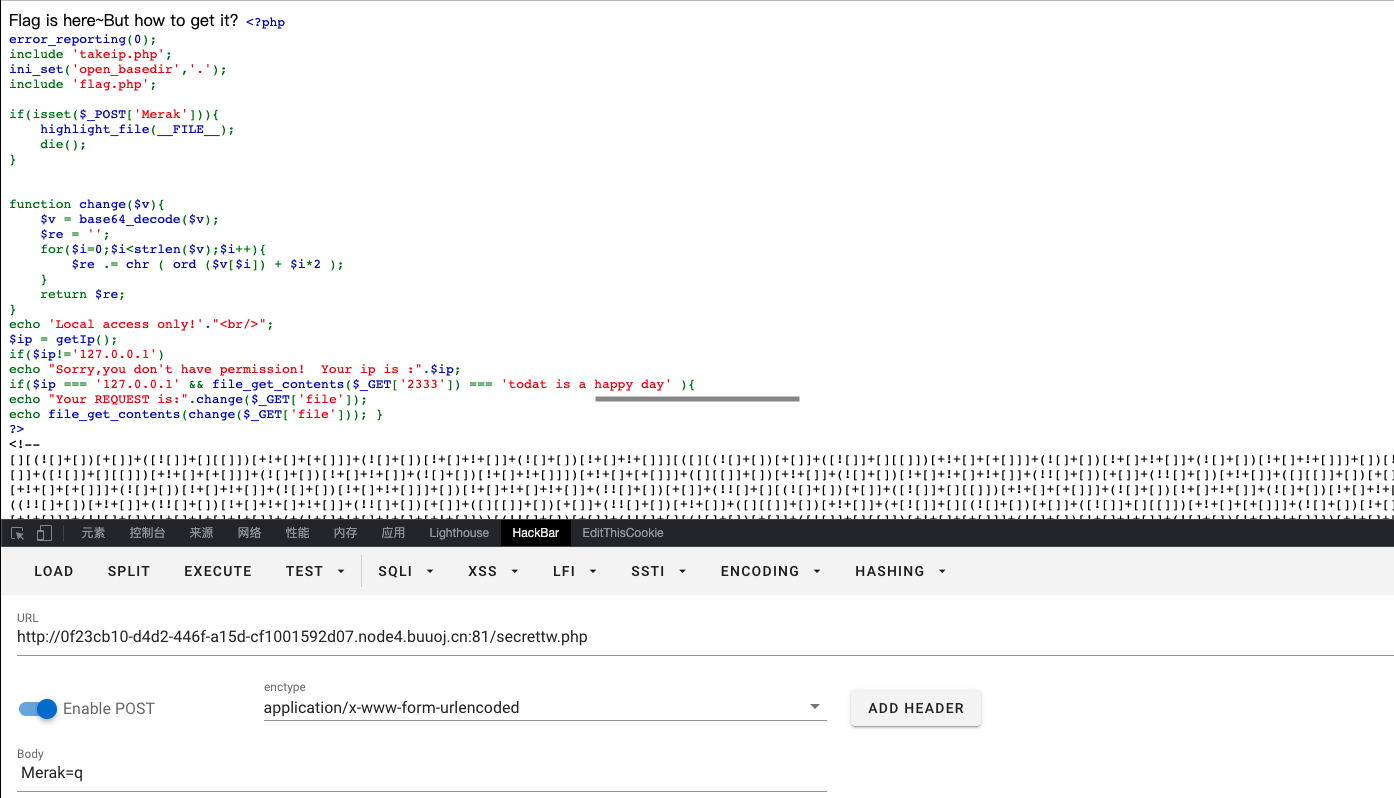 Flag is here~But how to get it? <?php
error_reporting(0);
include 'takeip.php';
ini_set('open_basedir','.');
include 'flag.php';
if(isset($_POST['Merak'])){
    highlight_file(__FILE__);
    die();
}
function change($v){
    $v = base64_decode($v);
    $re = '';
    for($i=0;$i<strlen($v);$i++){
        $re .= chr ( ord ($v[$i]) + $i*2 );
    }
    return $re;
}
echo 'Local access only!'."<br/>";
$ip = getIp();
if($ip!='127.0.0.1')
echo "Sorry,you don't have permission!  Your ip is :".$ip;
if($ip === '127.0.0.1' && file_get_contents($_GET['2333']) === 'todat is a happy day' ){
echo "Your REQUEST is:".change($_GET['file']);
echo file_get_contents(change($_GET['file'])); }
?>
<!--
元素 控制台 来源 网络 性能 内存 应用 Lighthouse HackBar EditThisCookie
LOAD SPLIT EXECUTE TEST SQLI XSS LFI SSTI ENCODING HASHING
URL
http://0f23cb10-d4d2-446f-a15d-cf1001592d07.node4.buuoj.cn:81/secrettw.php
enctype
Enable POST application/x-www-form-urlencoded ADD HEADER
Body
Merak=q